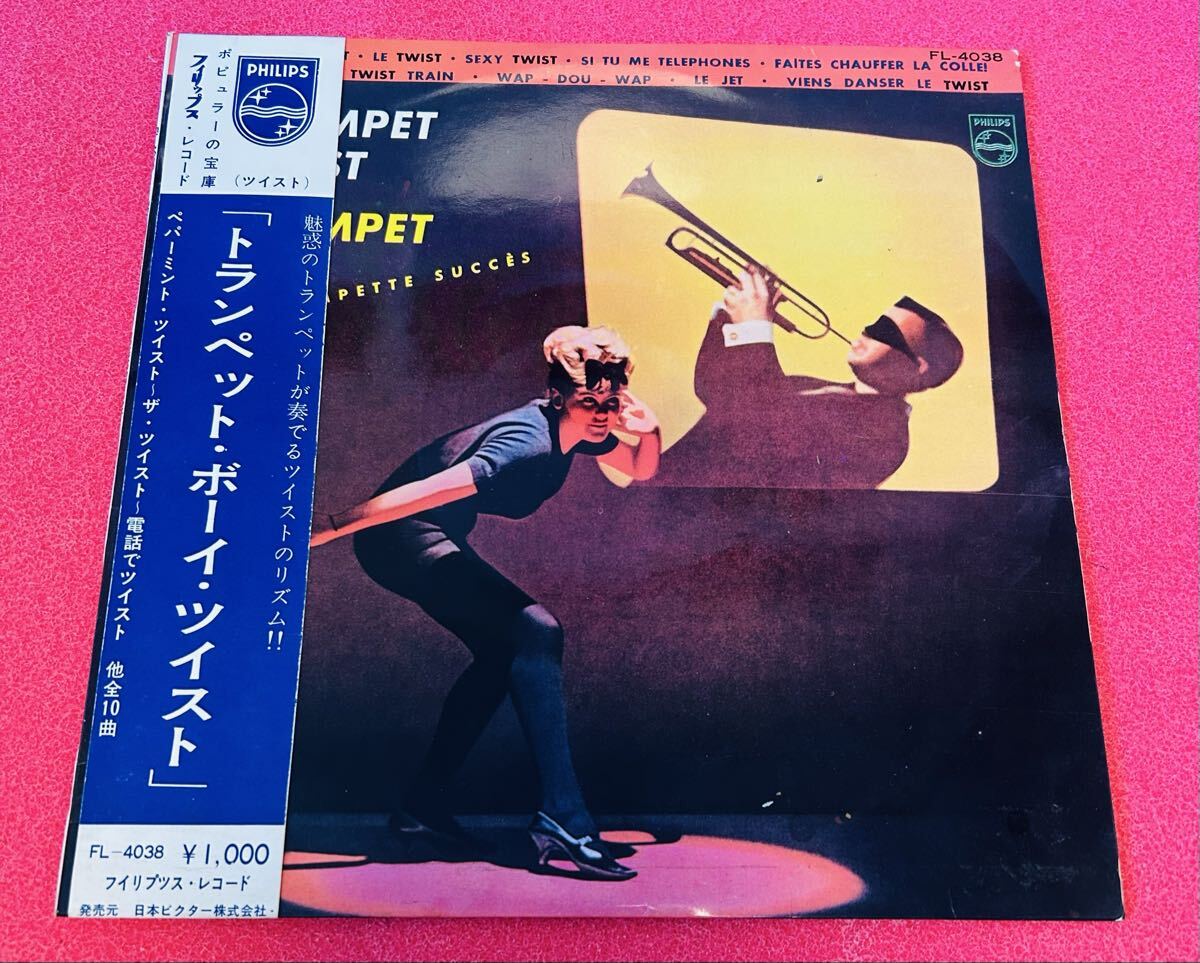 ポピュラーの宝庫（ツイスト）
フィリップス・レコード
PHILIPS
魅惑のトランペットが奏でるツイストのリズム!!
「トランペット・ボーイ・ツイスト」
ペパーミント・ツイスト～ザ・ツイスト～電話でツイスト 他全10曲
FL-4038 ¥1,000
フイリプツス・レコード
発売元 日本ビクター株式会社
FL-4038
T • LE TWIST • SEXY TWIST • SI TU ME TELEPHONES • FAITES CHAUFFER LA COLLE!
TWIST TRAIN • WAP - DOU - WAP • LE JET • VIENS DANSER LE TWIST
PHILIPS
MPET
ST
MPET
PETTE SUCCÈS